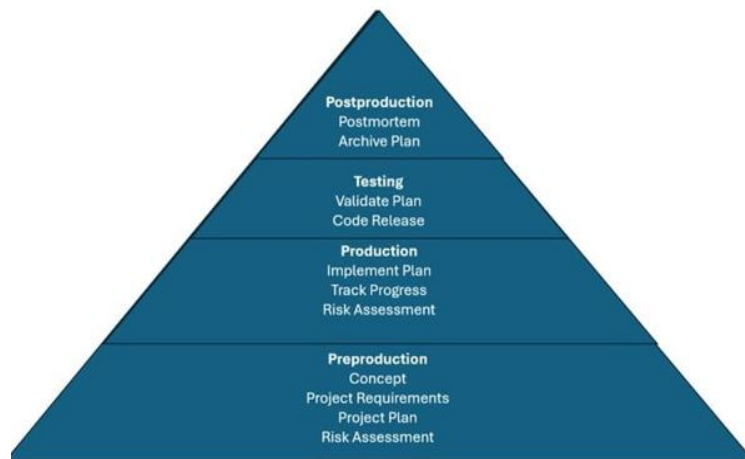 Postproduction
Postmortem
Archive Plan
Testing
Validate Plan
Code Release
Production
Implement Plan
Track Progress
Risk Assessment
Preproduction
Concept
Project Requirements
Project Plan
Risk Assessment